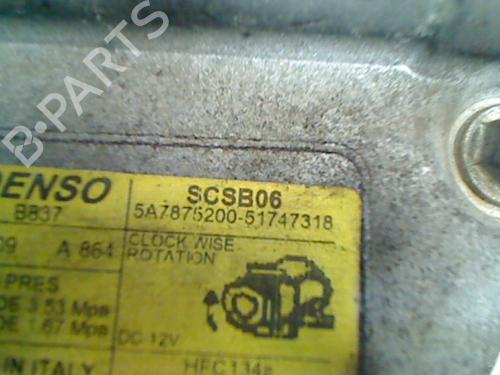 B-PARTS
DENSO
SCSB06
B837
5A7875200-51747318
09 A 864
CLOCK WISE
ROTATION
PRES
DE 3.53 Mpa
DE 1.67 Mpa
DC 12V
IN ITALY
HFC134a